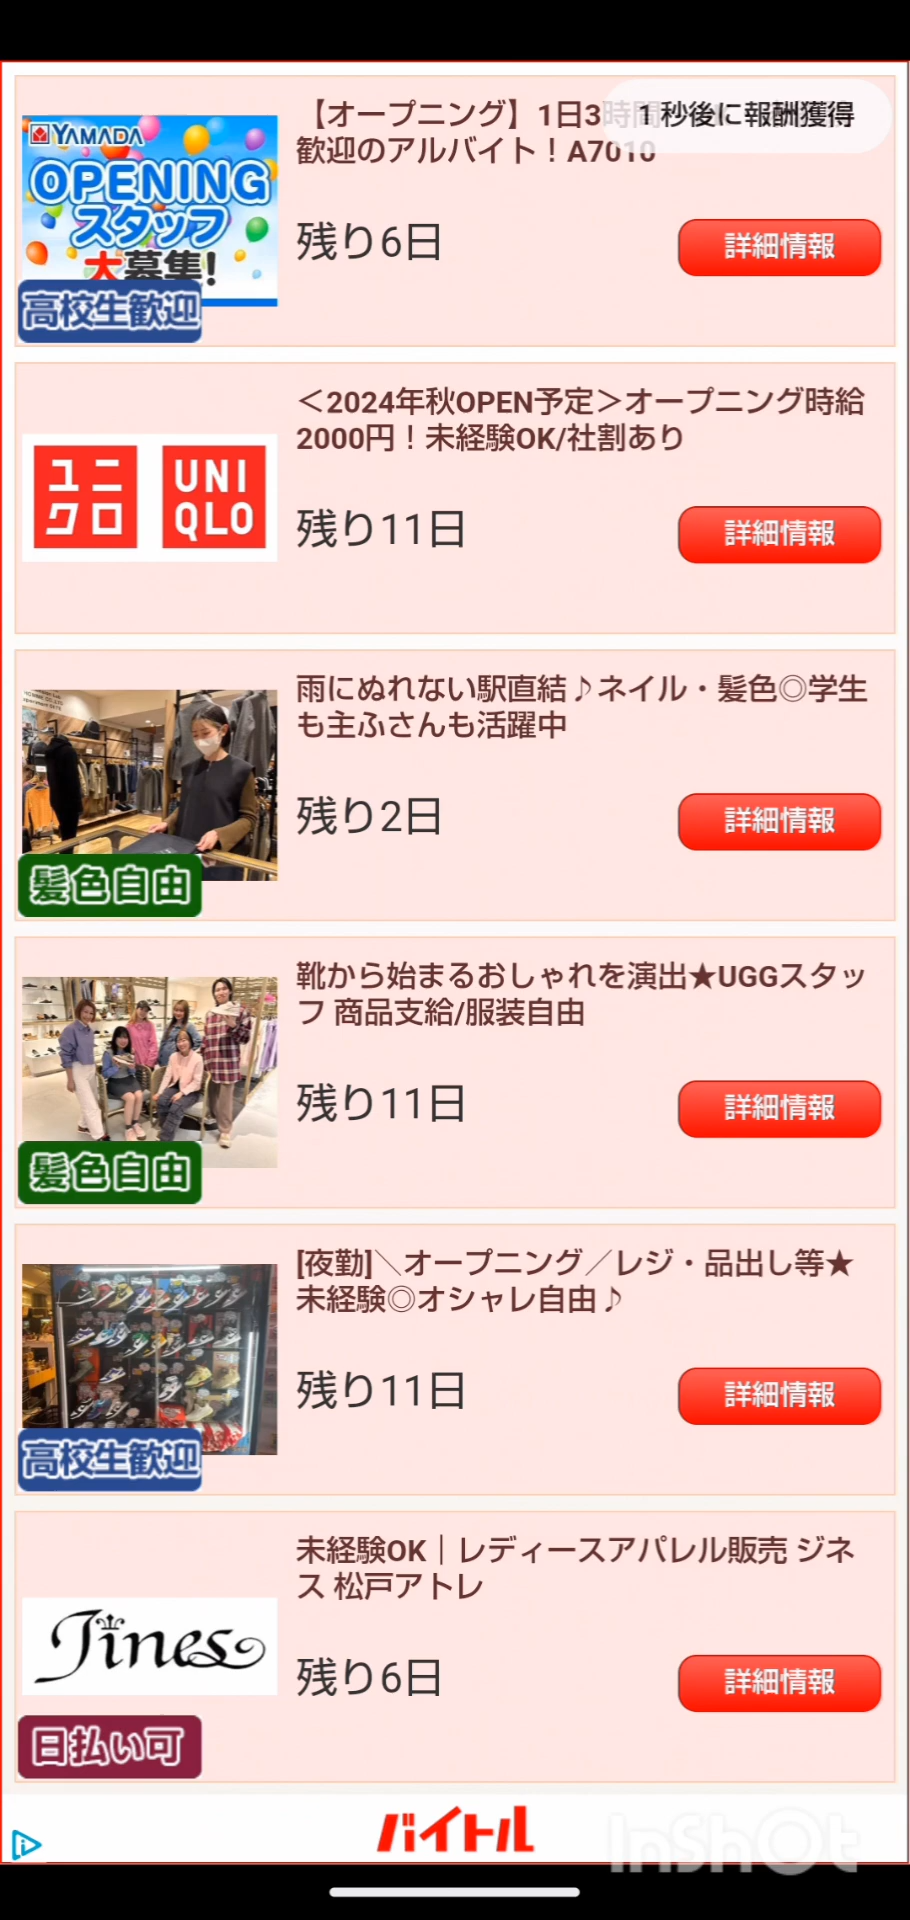 【オープニング】1日3時間
1 秒後に報酬獲得
歓迎のアルバイト！A7010
YAMADA
OPENING
スタッフ
大募集!
高校生歓迎
残り6日
詳細情報
＜2024年秋OPEN予定＞オープニング時給
2000円！未経験OK/社割あり
ユニ
クロ
UNI
QLO
残り11日
詳細情報
雨にぬれない駅直結♪ネイル・髪色◎学生
も主ふさんも活躍中
残り2日
詳細情報
髪色自由
靴から始まるおしゃれを演出★UGGスタッ
フ 商品支給/服装自由
残り11日
詳細情報
髪色自由
[夜勤]＼オープニング／レジ・品出し等★
未経験◎オシャレ自由♪
残り11日
詳細情報
高校生歓迎
未経験OK｜レディースアパレル販売 ジネ
ス 松戸アトレ
Jines
残り6日
詳細情報
日払い可
バイトル
InShOt